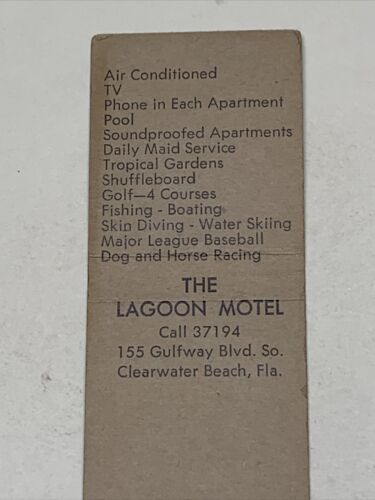 Air Conditioned
TV
Phone in Each Apartment
Pool
Soundproofed Apartments
Daily Maid Service
Tropical Gardens
Shuffleboard
Golf—4 Courses
Fishing - Boating
Skin Diving - Water Skiing
Major League Baseball
Dog and Horse Racing
THE
LAGOON MOTEL
Call 37194
155 Gulfway Blvd. So.
Clearwater Beach, Fla.